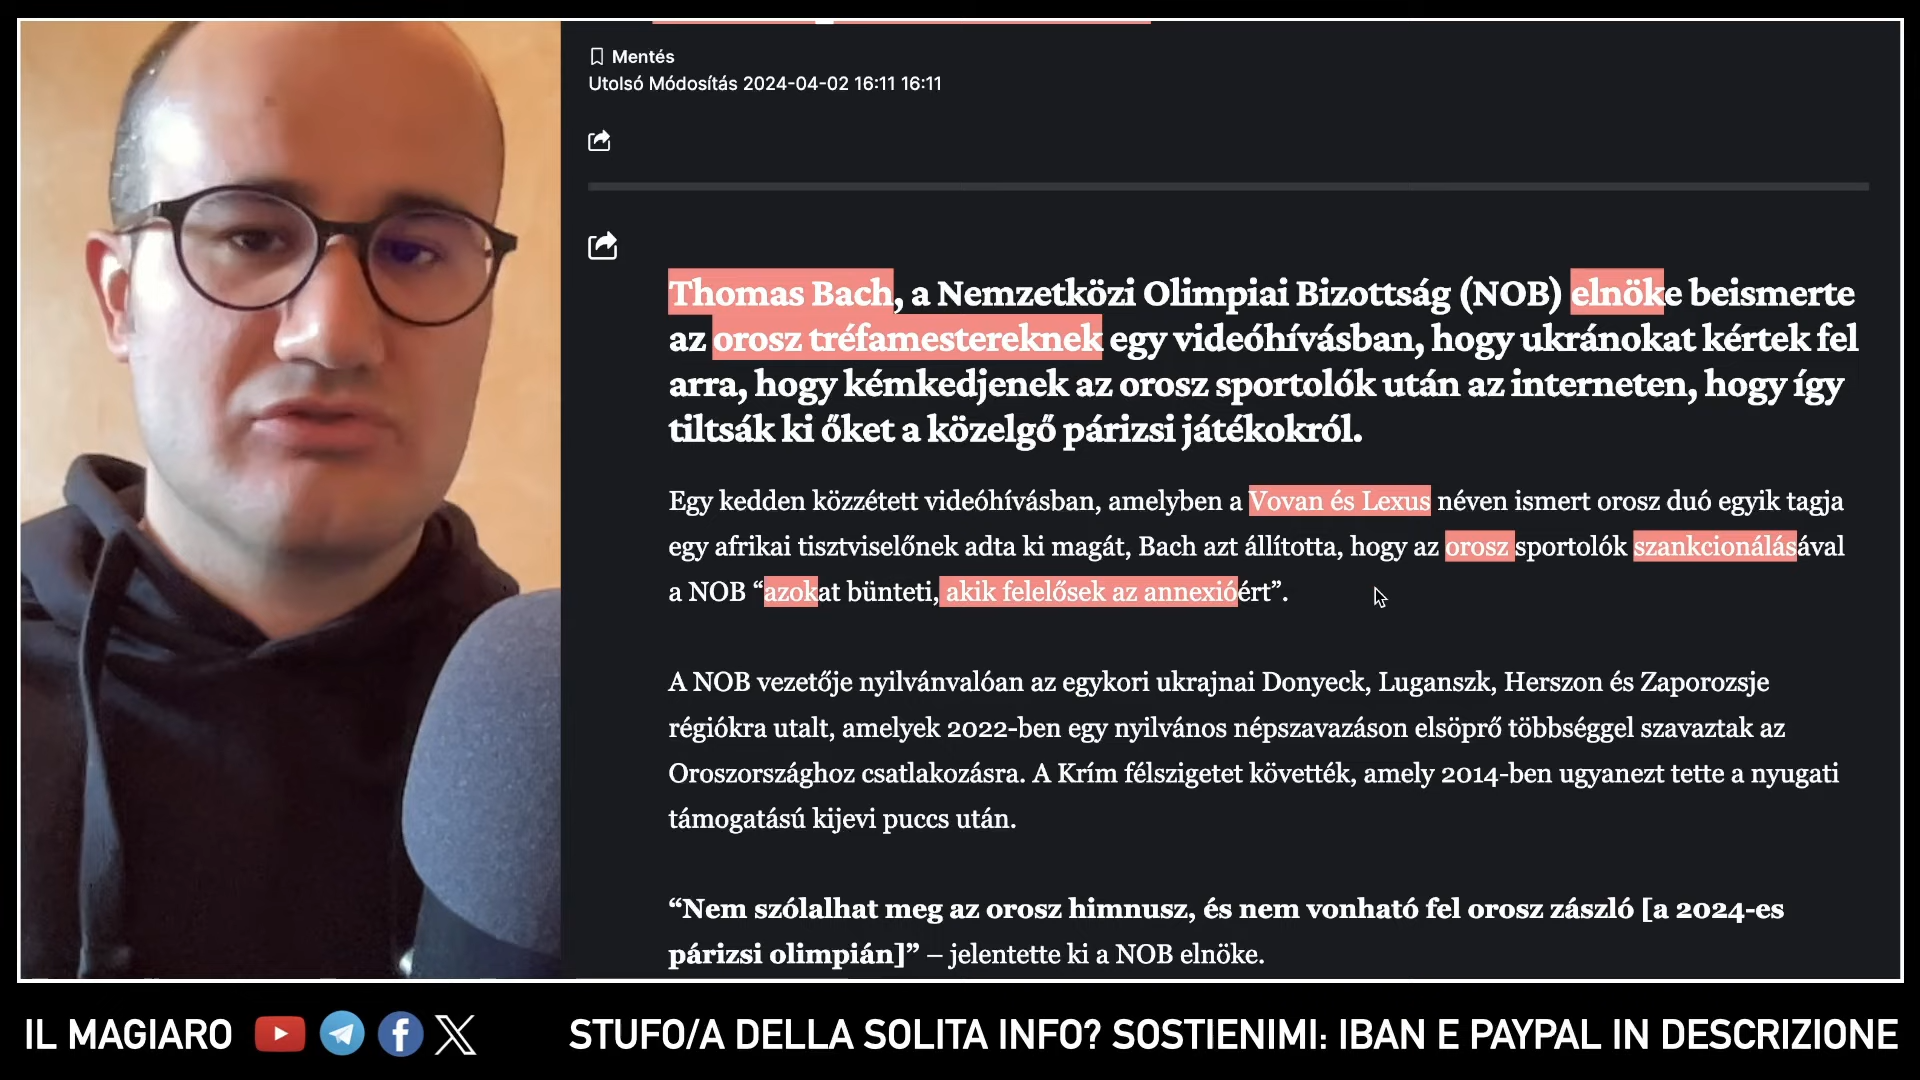 Mentés
Utolsó Módosítás 2024-04-02 16:11 16:11
Thomas Bach, a Nemzetközi Olimpiai Bizottság (NOB) elnöke beismerte
az orosz tréfamestereknek egy videóhívásban, hogy ukránokat kértek fel
arra, hogy kémkedjenek az orosz sportolók után az interneten, hogy így
tiltsák ki őket a közelgő párizsi játékokról.
Egy kedden közzétett videóhívásban, amelyben a Vovan és Lexus néven ismert orosz duó egyik tagja
egy afrikai tisztviselőnek adta ki magát, Bach azt állította, hogy az orosz sportolók szankcionálásával
a NOB “azokat bünteti, akik felelősek az annexióért”.
A NOB vezetője nyilvánvalóan az egykori ukrajnai Donyeck, Luganszk, Herszon és Zaporozsje
régiókra utalt, amelyek 2022-ben egy nyilvános népszavazáson elsöprő többséggel szavaztak az
Oroszországhoz csatlakozásra. A Krím félszigetet követték, amely 2014-ben ugyanezt tette a nyugati
támogatású kijevi puccs után.
“Nem szólalhat meg az orosz himnusz, és nem vonható fel orosz zászló [a 2024-es
párizsi olimpián]” – jelentette ki a NOB elnöke.
IL MAGIARO
STUFO/A DELLA SOLITA INFO? SOSTIENIMI: IBAN E PAYPAL IN DESCRIZIONE